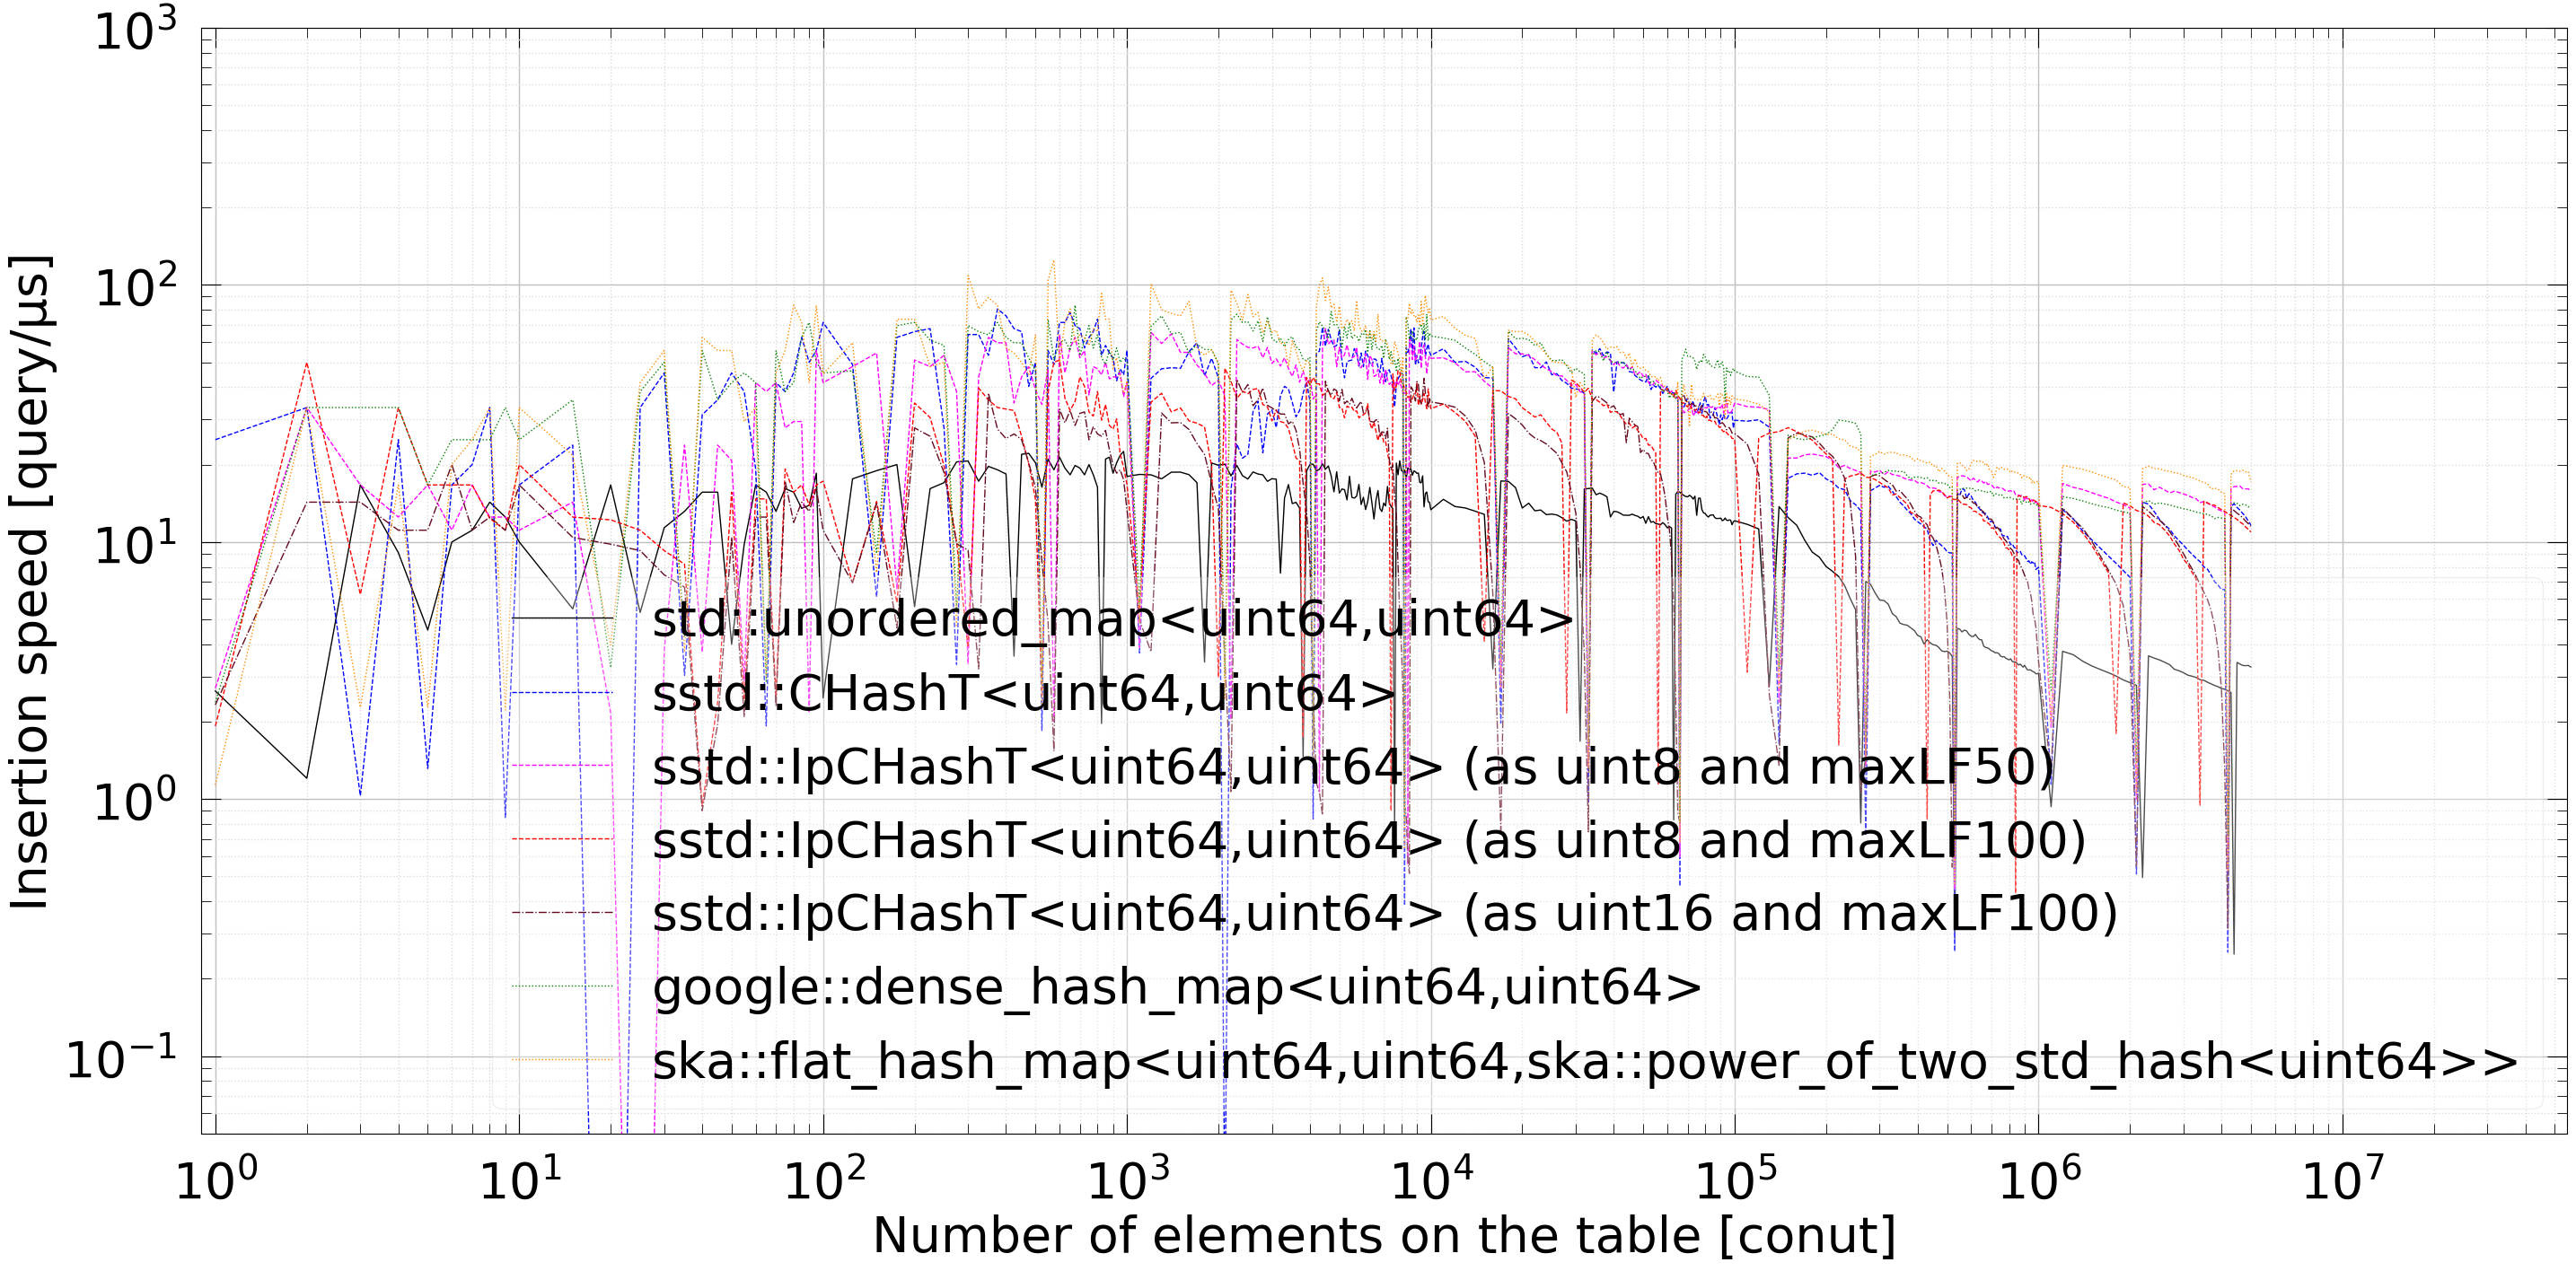 10³
10²
10¹
10⁰
10⁻¹
Insertion speed [query/µs]
std::unordered_map<uint64,uint64>
sstd::CHashT<uint64,uint64>
sstd::IpCHashT<uint64,uint64> (as uint8 and maxLF50)
sstd::IpCHashT<uint64,uint64> (as uint8 and maxLF100)
sstd::IpCHashT<uint64,uint64> (as uint16 and maxLF100)
google::dense_hash_map<uint64,uint64>
ska::flat_hash_map<uint64,uint64,ska::power_of_two_std_hash<uint64>>
10⁰ 10¹ 10² 10³ 10⁴ 10⁵ 10⁶ 10⁷
Number of elements on the table [conut]